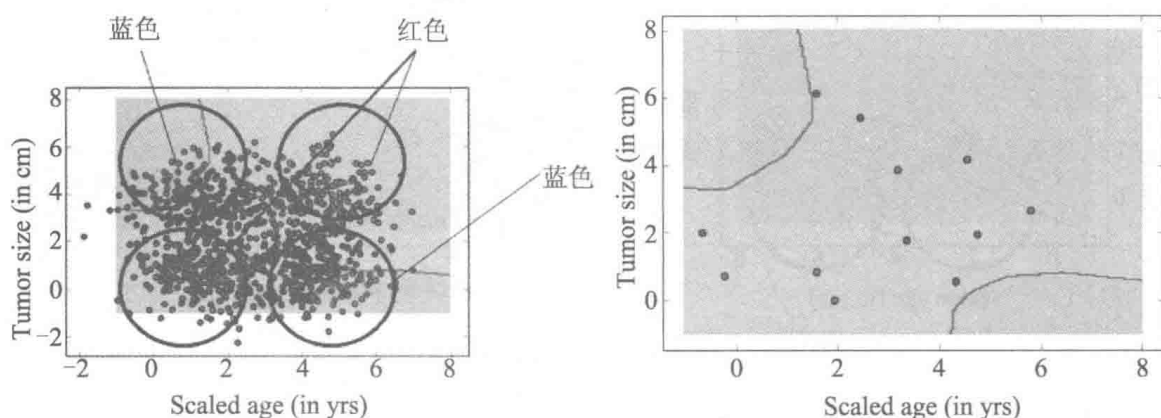 蓝色
红色
蓝色
Tumor size (in cm)
8
6
4
2
0
−2
−2 0 2 4 6 8
Scaled age (in yrs)
Tumor size (in cm)
8
6
4
2
0
0 2 4 6 8
Scaled age (in yrs)